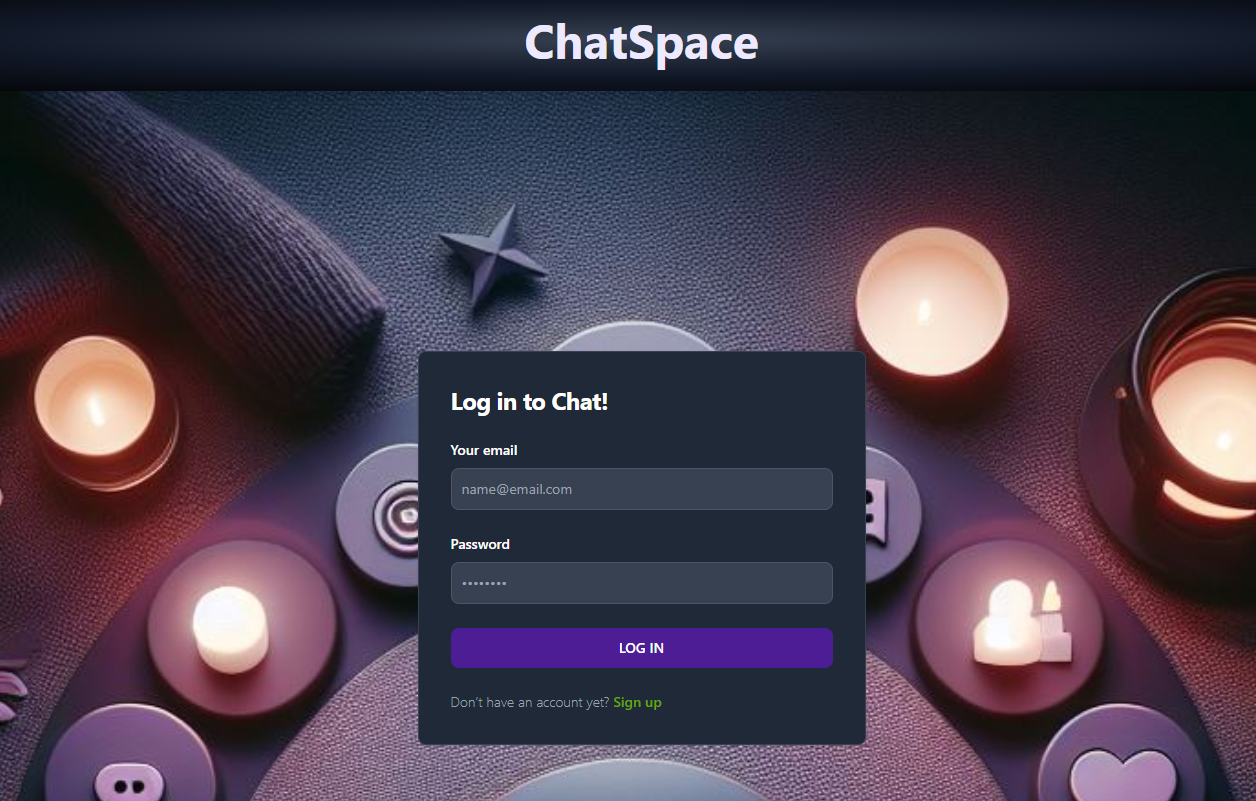 ChatSpace
Log in to Chat!
Your email
name@email.com
Password
••••••••
LOG IN
Don't have an account yet? Sign up